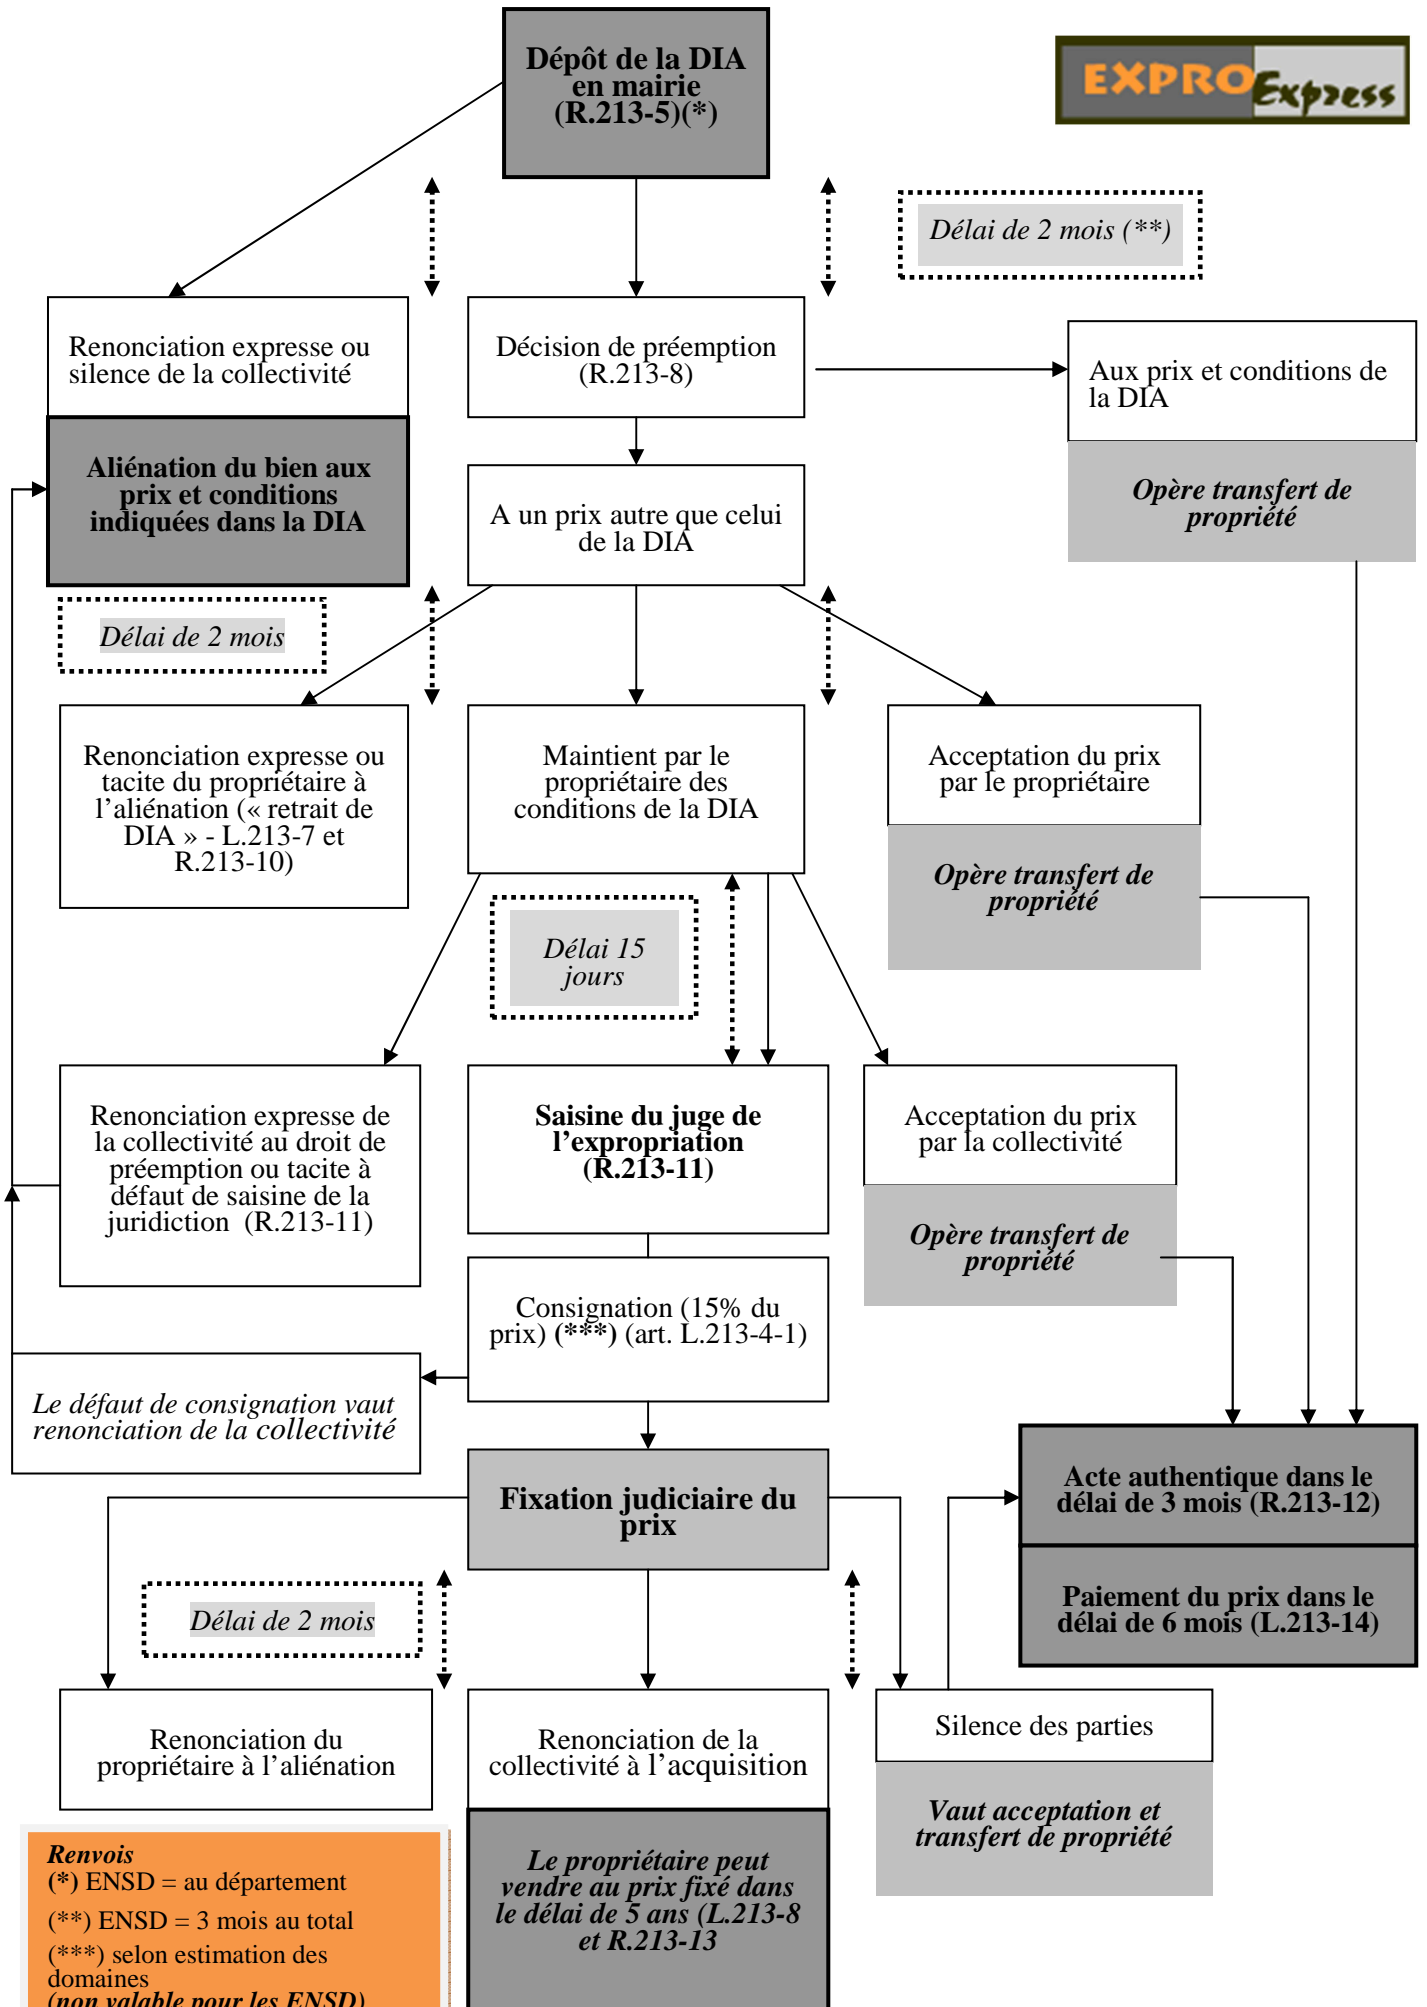 Dépôt de la DIA
en mairie
(R.213-5)(*)
EXPRO Express
Délai de 2 mois (**)
Renonciation expresse ou
silence de la collectivité
Décision de préemption
(R.213-8)
Aux prix et conditions de
la DIA
Aliénation du bien aux
prix et conditions
indiquées dans la DIA
A un prix autre que celui
de la DIA
Opère transfert de
propriété
Délai de 2 mois
Renonciation expresse ou
tacite du propriétaire à
l’aliénation (« retrait de
DIA » - L.213-7 et
R.213-10)
Maintient par le
propriétaire des
conditions de la DIA
Acceptation du prix
par le propriétaire
Opère transfert de
propriété
Délai 15
jours
Renonciation expresse de
la collectivité au droit de
préemption ou tacite à
défaut de saisine de la
juridiction (R.213-11)
Saisine du juge de
l’expropriation
(R.213-11)
Acceptation du prix
par la collectivité
Opère transfert de
propriété
Consignation (15% du
prix) (***) (art. L.213-4-1)
Le défaut de consignation vaut
renonciation de la collectivité
Fixation judiciaire du
prix
Acte authentique dans le
délai de 3 mois (R.213-12)
Paiement du prix dans le
délai de 6 mois (L.213-14)
Délai de 2 mois
Renonciation du
propriétaire à l’aliénation
Renonciation de la
collectivité à l’acquisition
Silence des parties
Vaut acceptation et
transfert de propriété
Le propriétaire peut
vendre au prix fixé dans
le délai de 5 ans (L.213-8
et R.213-13
Renvois
(*) ENSD = au département
(**) ENSD = 3 mois au total
(***) selon estimation des
domaines
(non valable pour les ENSD)